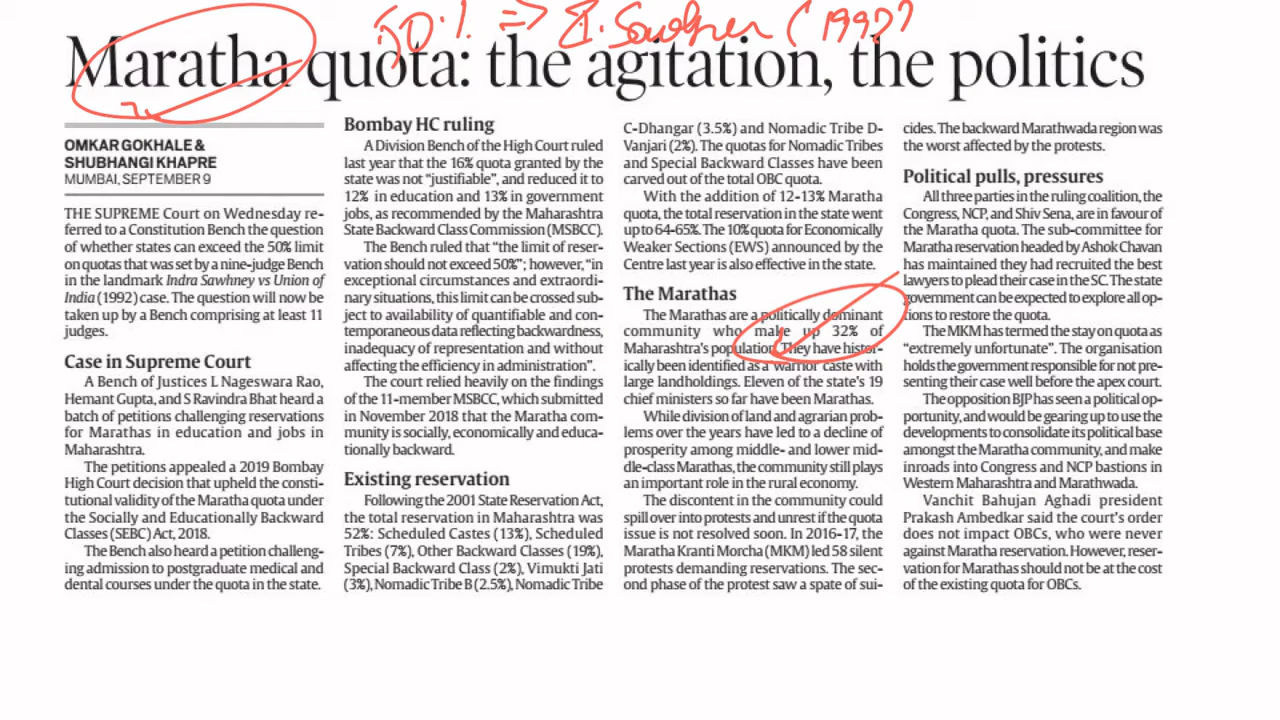 50% => I. Sawhney (1992)
Maratha quota: the agitation, the politics
OMKAR GOKHALE &
SHUBHANGI KHAPRE
MUMBAI, SEPTEMBER 9
THE SUPREME Court on Wednesday re-
ferred to a Constitution Bench the question
of whether states can exceed the 50% limit
on quotas that was set by a nine-judge Bench
in the landmark Indra Sawhney vs Union of
India (1992) case. The question will now be
taken up by a Bench comprising at least 11
judges.
Case in Supreme Court
A Bench of Justices L Nageswara Rao,
Hemant Gupta, and S Ravindra Bhat heard a
batch of petitions challenging reservations
for Marathas in education and jobs in
Maharashtra.
The petitions appealed a 2019 Bombay
High Court decision that upheld the consti-
tutional validity of the Maratha quota under
the Socially and Educationally Backward
Classes (SEBC) Act, 2018.
The Bench also heard a petition challeng-
ing admission to postgraduate medical and
dental courses under the quota in the state.
Bombay HC ruling
A Division Bench of the High Court ruled
last year that the 16% quota granted by the
state was not "justifiable", and reduced it to
12% in education and 13% in government
jobs, as recommended by the Maharashtra
State Backward Class Commission (MSBCC).
The Bench ruled that "the limit of reser-
vation should not exceed 50%"; however, "in
exceptional circumstances and extraordi-
nary situations, this limit can be crossed sub-
ject to availability of quantifiable and con-
temporaneous data reflecting backwardness,
inadequacy of representation and without
affecting the efficiency in administration".
The court relied heavily on the findings
of the 11-member MSBCC, which submitted
in November 2018 that the Maratha com-
munity is socially, economically and educa-
tionally backward.
Existing reservation
Following the 2001 State Reservation Act,
the total reservation in Maharashtra was
52%: Scheduled Castes (13%), Scheduled
Tribes (7%), Other Backward Classes (19%),
Special Backward Class (2%), Vimukti Jati
(3%), Nomadic Tribe B (2.5%), Nomadic Tribe
C-Dhangar (3.5%) and Nomadic Tribe D-
Vanjari (2%). The quotas for Nomadic Tribes
and Special Backward Classes have been
carved out of the total OBC quota.
With the addition of 12-13% Maratha
quota, the total reservation in the state went
up to 64-65%. The 10% quota for Economically
Weaker Sections (EWS) announced by the
Centre last year is also effective in the state.
The Marathas
The Marathas are a politically dominant
community who make up 32% of
Maharashtra's population. They have histor-
ically been identified as a 'warrior' caste with
large landholdings. Eleven of the state's 19
chief ministers so far have been Marathas.
While division of land and agrarian prob-
lems over the years have led to a decline of
prosperity among middle- and lower mid-
dle-class Marathas, the community still plays
an important role in the rural economy.
The discontent in the community could
spill over into protests and unrest if the quota
issue is not resolved soon. In 2016-17, the
Maratha Kranti Morcha (MKM) led 58 silent
protests demanding reservations. The sec-
ond phase of the protest saw a spate of sui-
cides. The backward Marathwada region was
the worst affected by the protests.
Political pulls, pressures
All three parties in the ruling coalition, the
Congress, NCP, and Shiv Sena, are in favour of
the Maratha quota. The sub-committee for
Maratha reservation headed by Ashok Chavan
has maintained they had recruited the best
lawyers to plead their case in the SC. The state
government can be expected to explore all op-
tions to restore the quota.
The MKM has termed the stay on quota as
"extremely unfortunate". The organisation
holds the government responsible for not pre-
senting their case well before the apex court.
The opposition BJP has seen a political op-
portunity, and would be gearing up to use the
developments to consolidate its political base
amongst the Maratha community, and make
inroads into Congress and NCP bastions in
Western Maharashtra and Marathwada.
Vanchit Bahujan Aghadi president
Prakash Ambedkar said the court's order
does not impact OBCs, who were never
against Maratha reservation. However, reser-
vation for Marathas should not be at the cost
of the existing quota for OBCs.